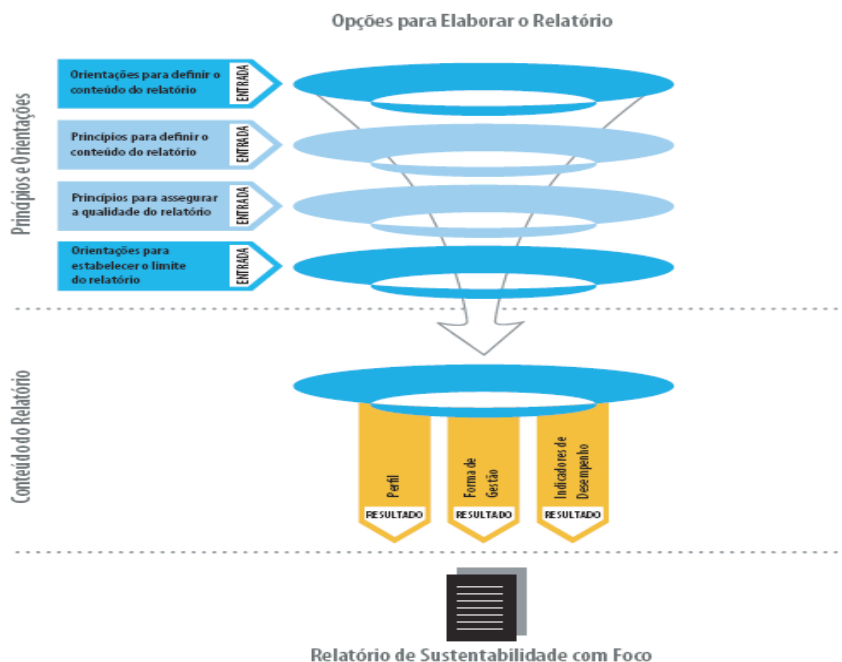 Opções para Elaborar o Relatório
Princípios e Orientações
Orientações para definir o
conteúdo do relatório
ENTRADA
Princípios para definir o
conteúdo do relatório
ENTRADA
Princípios para assegurar
a qualidade do relatório
ENTRADA
Orientações para
estabelecer o limite
do relatório
ENTRADA
Conteúdo do Relatório
Perfil
RESULTADO
Forma de
Gestão
RESULTADO
Indicadores de
Desempenho
RESULTADO
Relatório de Sustentabilidade com Foco